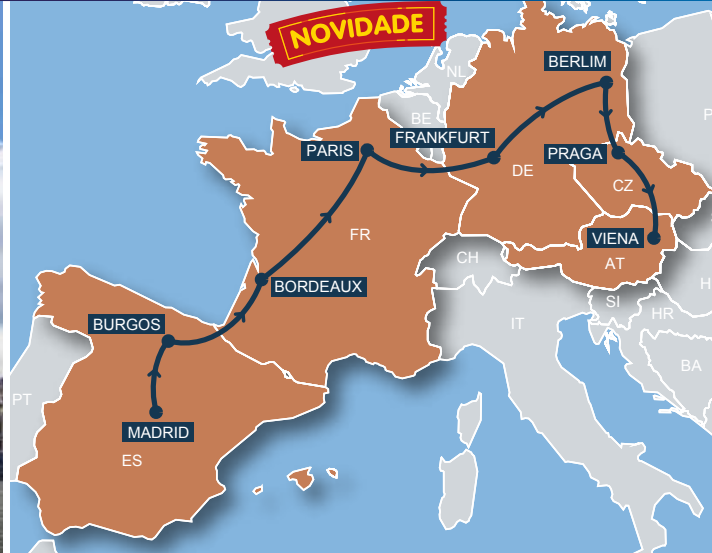 NOVIDADE
BERLIM
NL
BE
FRANKFURT
PARIS
PRAGA
DE
CZ
FR
VIENA
CH
AT
BORDEAUX
SI
HR
IT
BURGOS
BA
PT
MADRID
ES